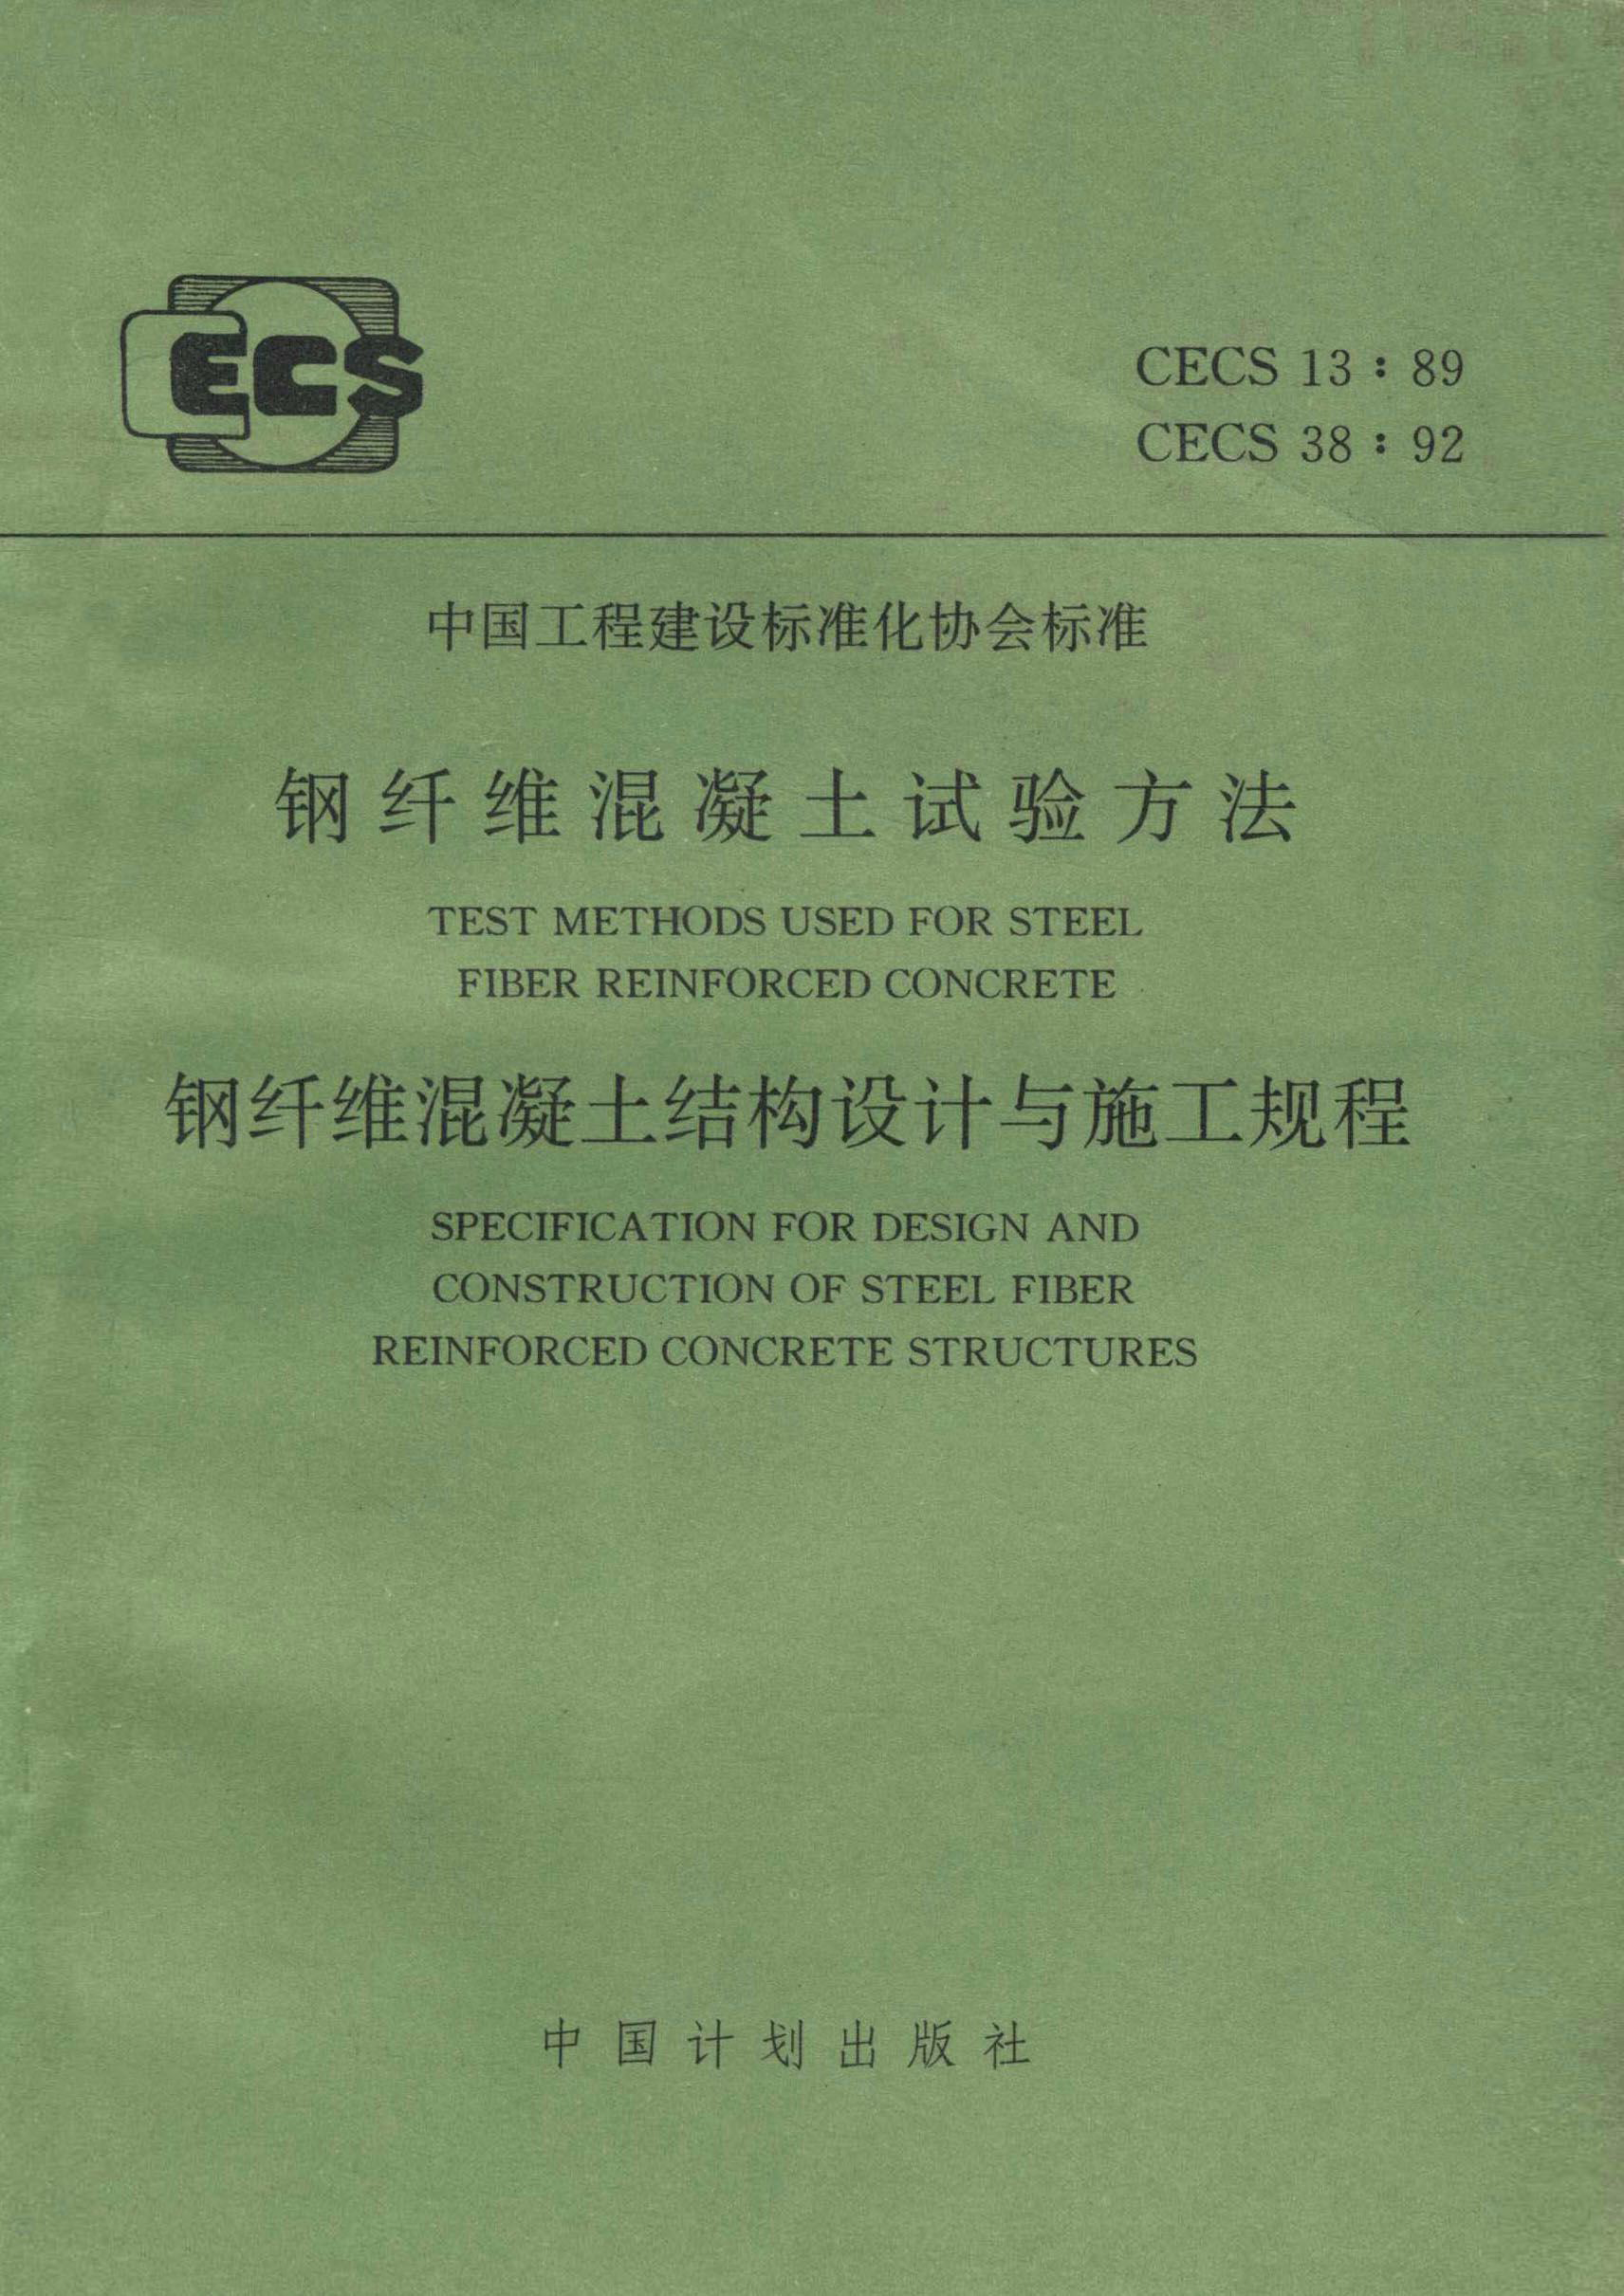 CECS
CECS 13：89
CECS 38：92
中国工程建设标准化协会标准
钢纤维混凝土试验方法
TEST METHODS USED FOR STEEL
FIBER REINFORCED CONCRETE
钢纤维混凝土结构设计与施工规程
SPECIFICATION FOR DESIGN AND
CONSTRUCTION OF STEEL FIBER
REINFORCED CONCRETE STRUCTURES
中国计划出版社